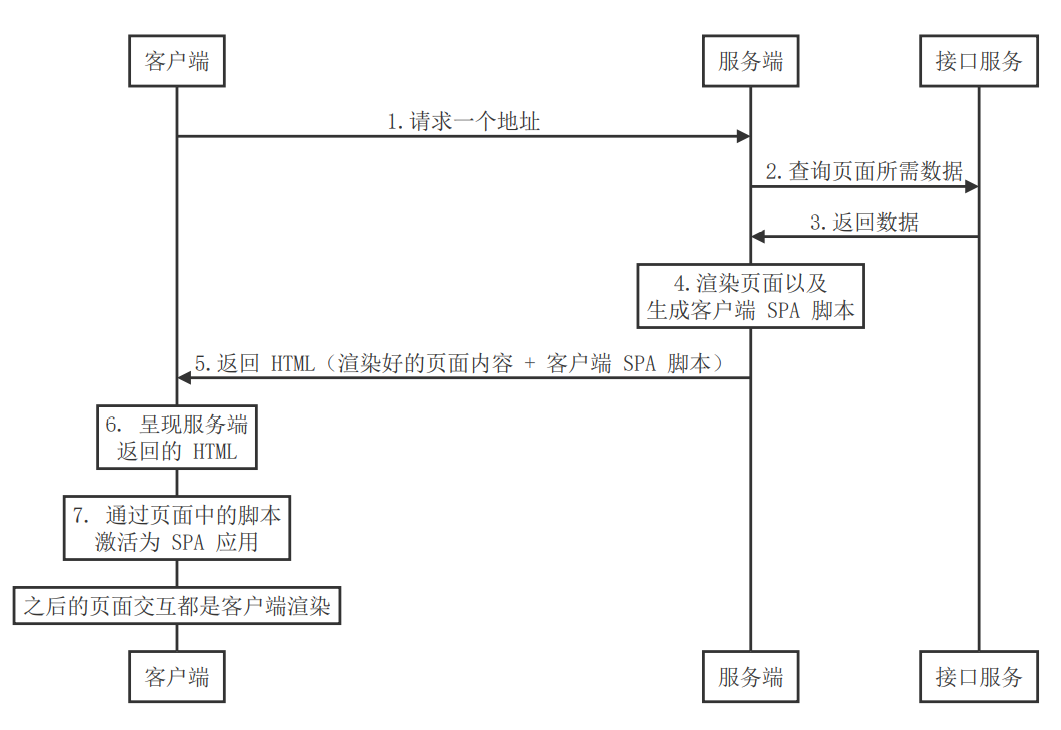 客户端
服务端
接口服务
1.请求一个地址
2.查询页面所需数据
3.返回数据
4.渲染页面以及
生成客户端 SPA 脚本
5.返回 HTML（渲染好的页面内容 + 客户端 SPA 脚本）
6. 呈现服务端
返回的 HTML
7. 通过页面中的脚本
激活为 SPA 应用
之后的页面交互都是客户端渲染
客户端
服务端
接口服务